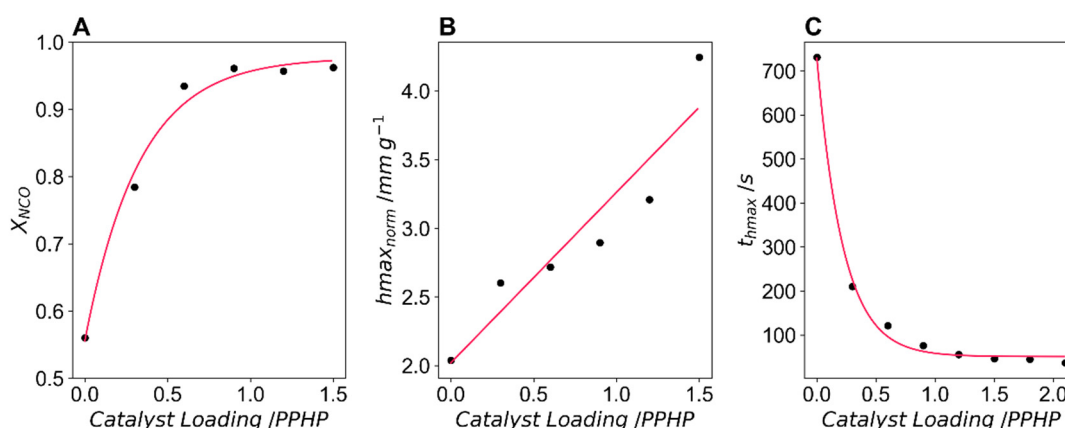 A
1.0
0.9
0.8
0.7
0.6
0.5
X_NCO
0.0 0.5 1.0 1.5
Catalyst Loading /PPHP
B
4.0
3.5
3.0
2.5
2.0
hmax_norm /mm g⁻¹
0.0 0.5 1.0 1.5
Catalyst Loading /PPHP
C
700
600
500
400
300
200
100
t_hmax /s
0.0 0.5 1.0 1.5 2.0
Catalyst Loading /PPHP